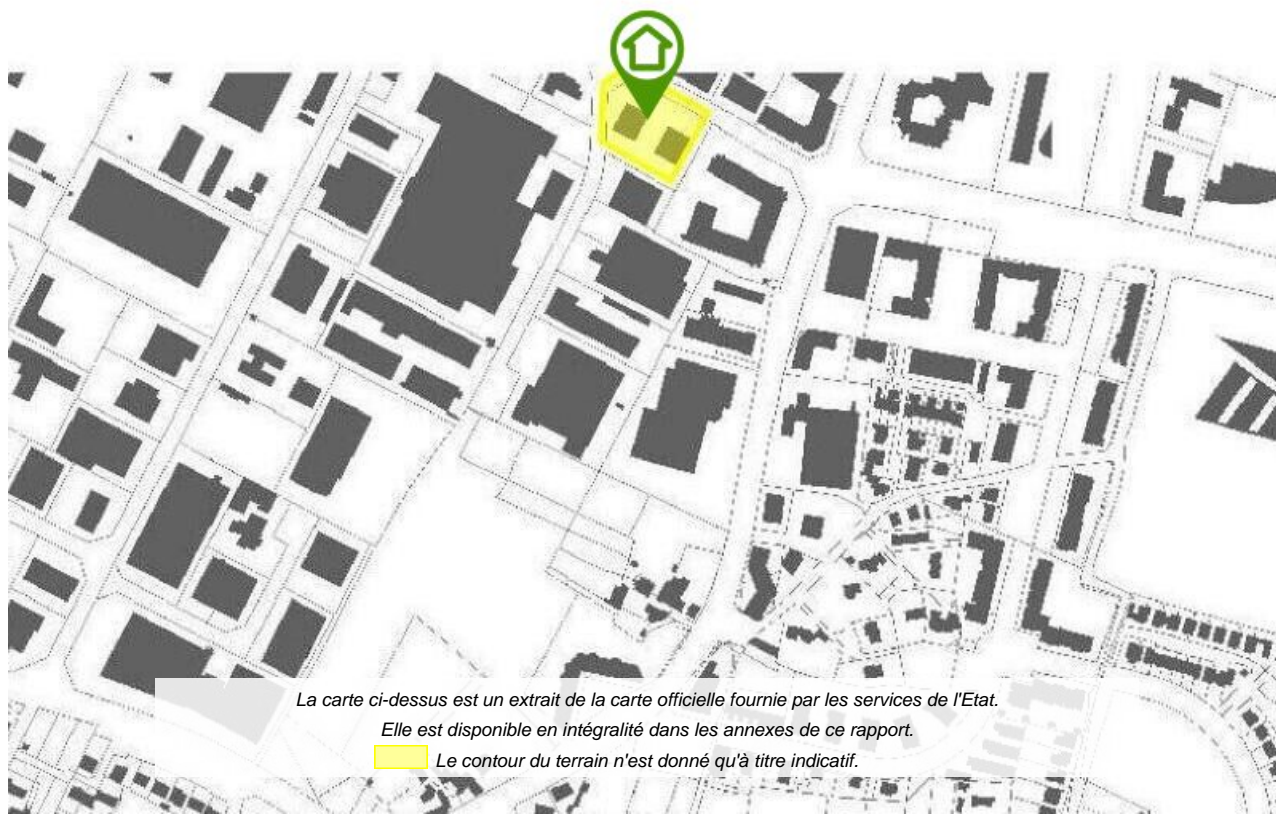 La carte ci-dessus est un extrait de la carte officielle fournie par les services de l'Etat.
Elle est disponible en intégralité dans les annexes de ce rapport.
Le contour du terrain n'est donné qu'à titre indicatif.